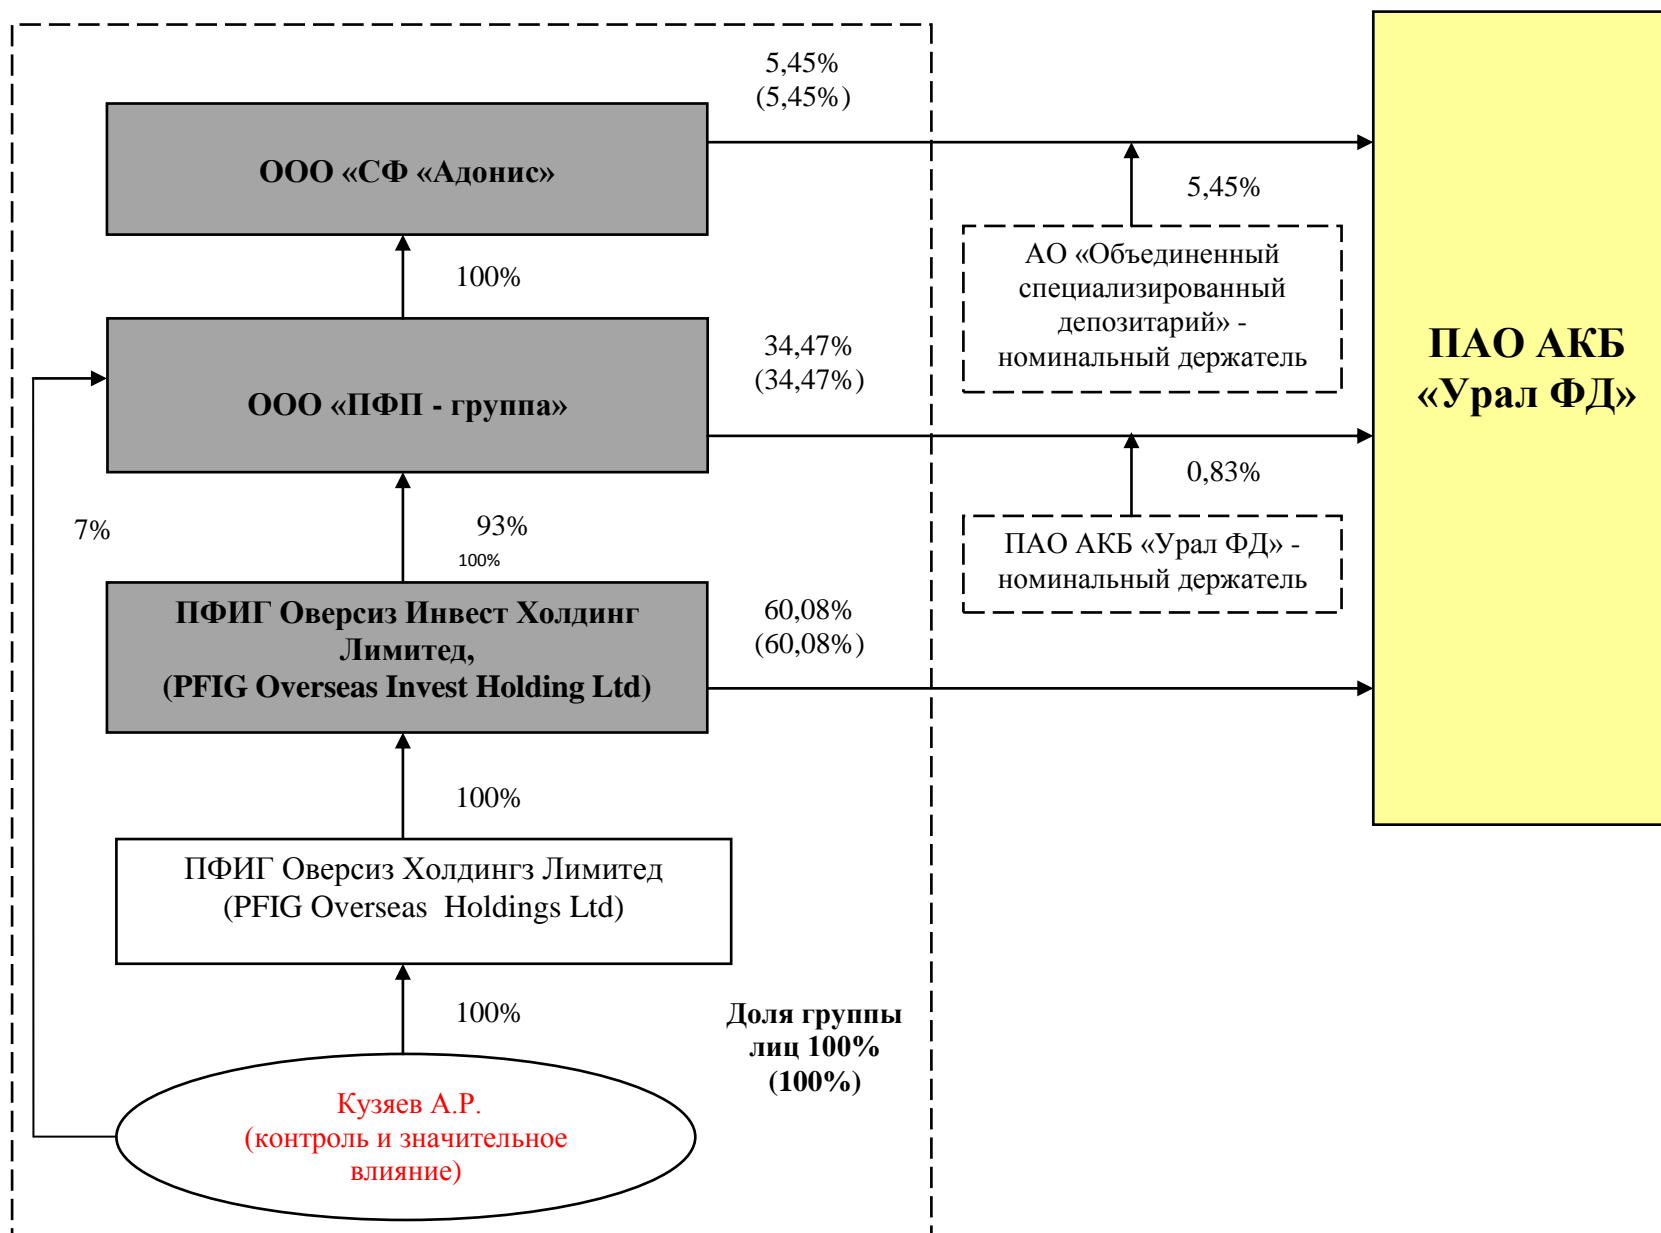 5,45%
(5,45%)
ООО «СФ «Адонис»
5,45%
100%
АО «Объединенный
специализированный
депозитарий» -
номинальный держатель
34,47%
(34,47%)
ООО «ПФП - группа»
ПАО АКБ
«Урал ФД»
0,83%
7%
93%
100%
ПАО АКБ «Урал ФД» -
номинальный держатель
ПФИГ Оверсиз Инвест Холдинг
Лимитед,
(PFIG Overseas Invest Holding Ltd)
60,08%
(60,08%)
100%
ПФИГ Оверсиз Холдингз Лимитед
(PFIG Overseas  Holdings Ltd)
100%
Доля группы
лиц 100%
(100%)
Кузяев А.Р.
(контроль и значительное
влияние)